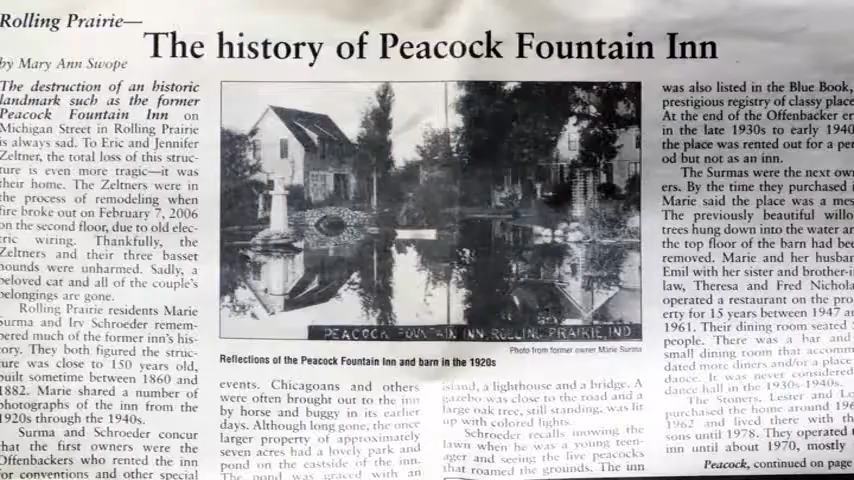 Rolling Prairie—
The history of Peacock Fountain Inn
by Mary Ann Swope
The destruction of an historic
landmark such as the former
Peacock Fountain Inn on
Michigan Street in Rolling Prairie
is always sad. To Eric and Jennifer
Zeltner, the total loss of this struc-
ture is even more tragic—it was
their home. The Zeltners were in
the process of remodeling when
fire broke out on February 7, 2006
on the second floor, due to old elec-
tric wiring. Thankfully, the
Zeltners and their three basset
hounds were unharmed. Sadly, a
beloved cat and all of the couple's
belongings are gone.
Rolling Prairie residents Marie
Surma and Irv Schroeder remem-
bered much of the former inn's his-
tory. They both figured the struc-
ture was close to 150 years old,
built sometime between 1860 and
1882. Marie shared a number of
photographs of the inn from the
1920s through the 1940s.
Surma and Schroeder concur
that the first owners were the
Offenbackers who rented the inn
for conventions and other special
PEACOCK FOUNTAIN INN, ROLLING PRAIRIE IND
Photo from former owner Marie Surma
Reflections of the Peacock Fountain Inn and barn in the 1920s
events. Chicagoans and others
were often brought out to the inn
by horse and buggy in its earlier
days. Although long gone, the once
larger property of approximately
seven acres had a lovely park and
pond on the eastside of the inn.
The pond was graced with an
island, a lighthouse and a bridge. A
gazebo was close to the road and a
large oak tree, still standing, was lit
up with colored lights.
Schroeder recalls mowing the
lawn when he was a young teen-
ager and seeing the live peacocks
that roamed the grounds. The inn
was also listed in the Blue Book,
prestigious registry of classy place
At the end of the Offenbacker er
in the late 1930s to early 1940
the place was rented out for a per
od but not as an inn.
The Surmas were the next own
ers. By the time they purchased i
Marie said the place was a mes
The previously beautiful willo
trees hung down into the water an
the top floor of the barn had bee
removed. Marie and her husban
Emil with her sister and brother-i
law, Theresa and Fred Nichola
operated a restaurant on the pro
erty for 15 years between 1947 an
1961. Their dining room seated
people. There was a bar and
small dining room that accomm
dated more diners and/or a place
dance. It was never considered
dance hall in the 1930s-1940s.
The Stoners, Lester and Lo
purchased the home around 196
1962 and lived there with
sons until 1978. They operated
inn until about 1970, mostly
Peacock, continued on page